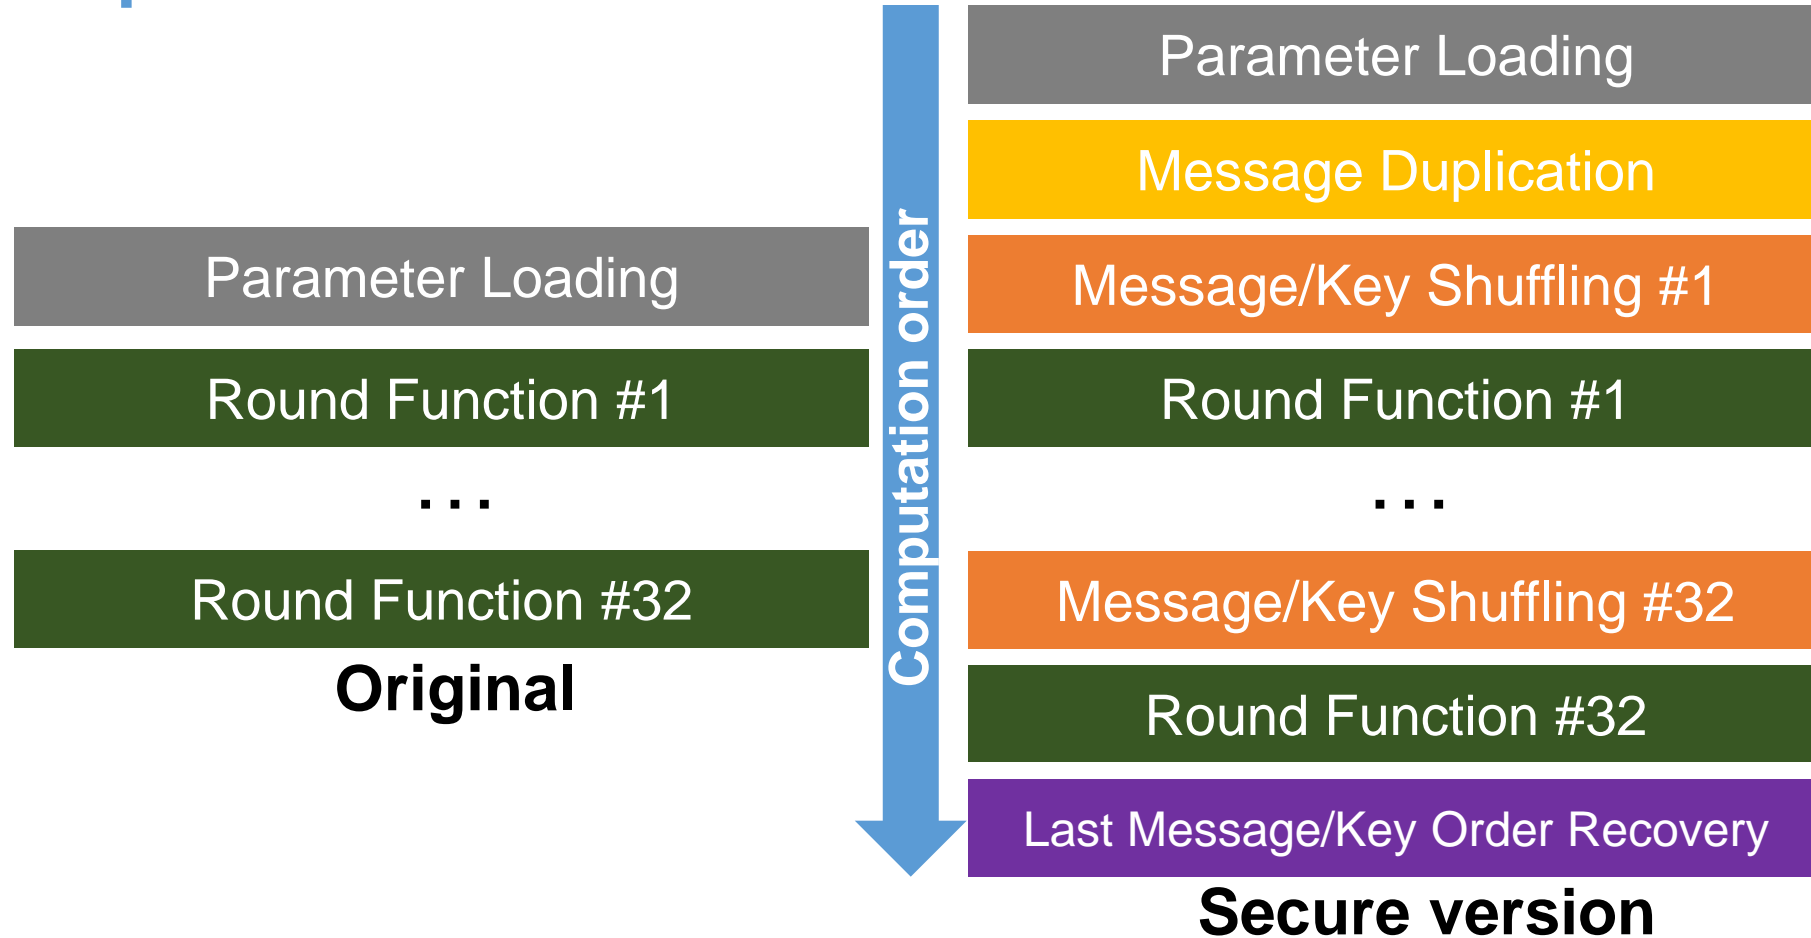 Parameter Loading
Round Function #1
...
Round Function #32
Original
Computation order
Parameter Loading
Message Duplication
Message/Key Shuffling #1
Round Function #1
...
Message/Key Shuffling #32
Round Function #32
Last Message/Key Order Recovery
Secure version